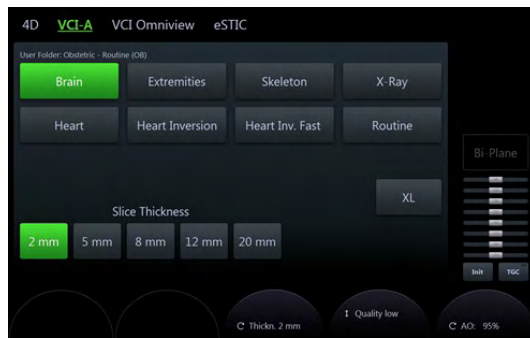 4D VCI-A VCI Omniview eSTIC
User Folder: Obstetric - Routine (OB)
Brain Extremities Skeleton X-Ray
Heart Heart Inversion Heart Inv. Fast Routine
Bi-Plane
XL
Slice Thickness
2 mm 5 mm 8 mm 12 mm 20 mm
Init TGC
Quality low
Thickn. 2 mm AO: 95%